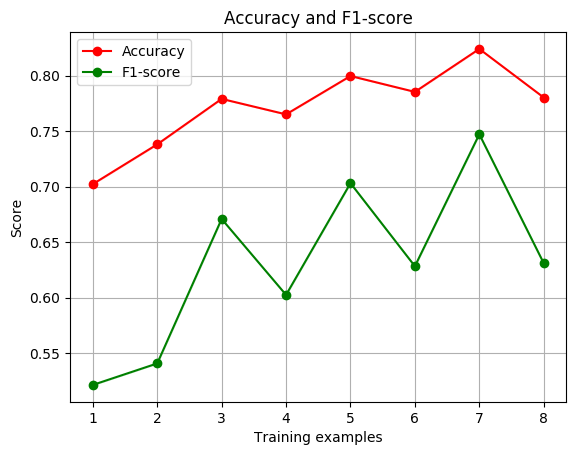 Accuracy and F1-score
Accuracy
F1-score
Score
0.80
0.75
0.70
0.65
0.60
0.55
1 2 3 4 5 6 7 8
Training examples